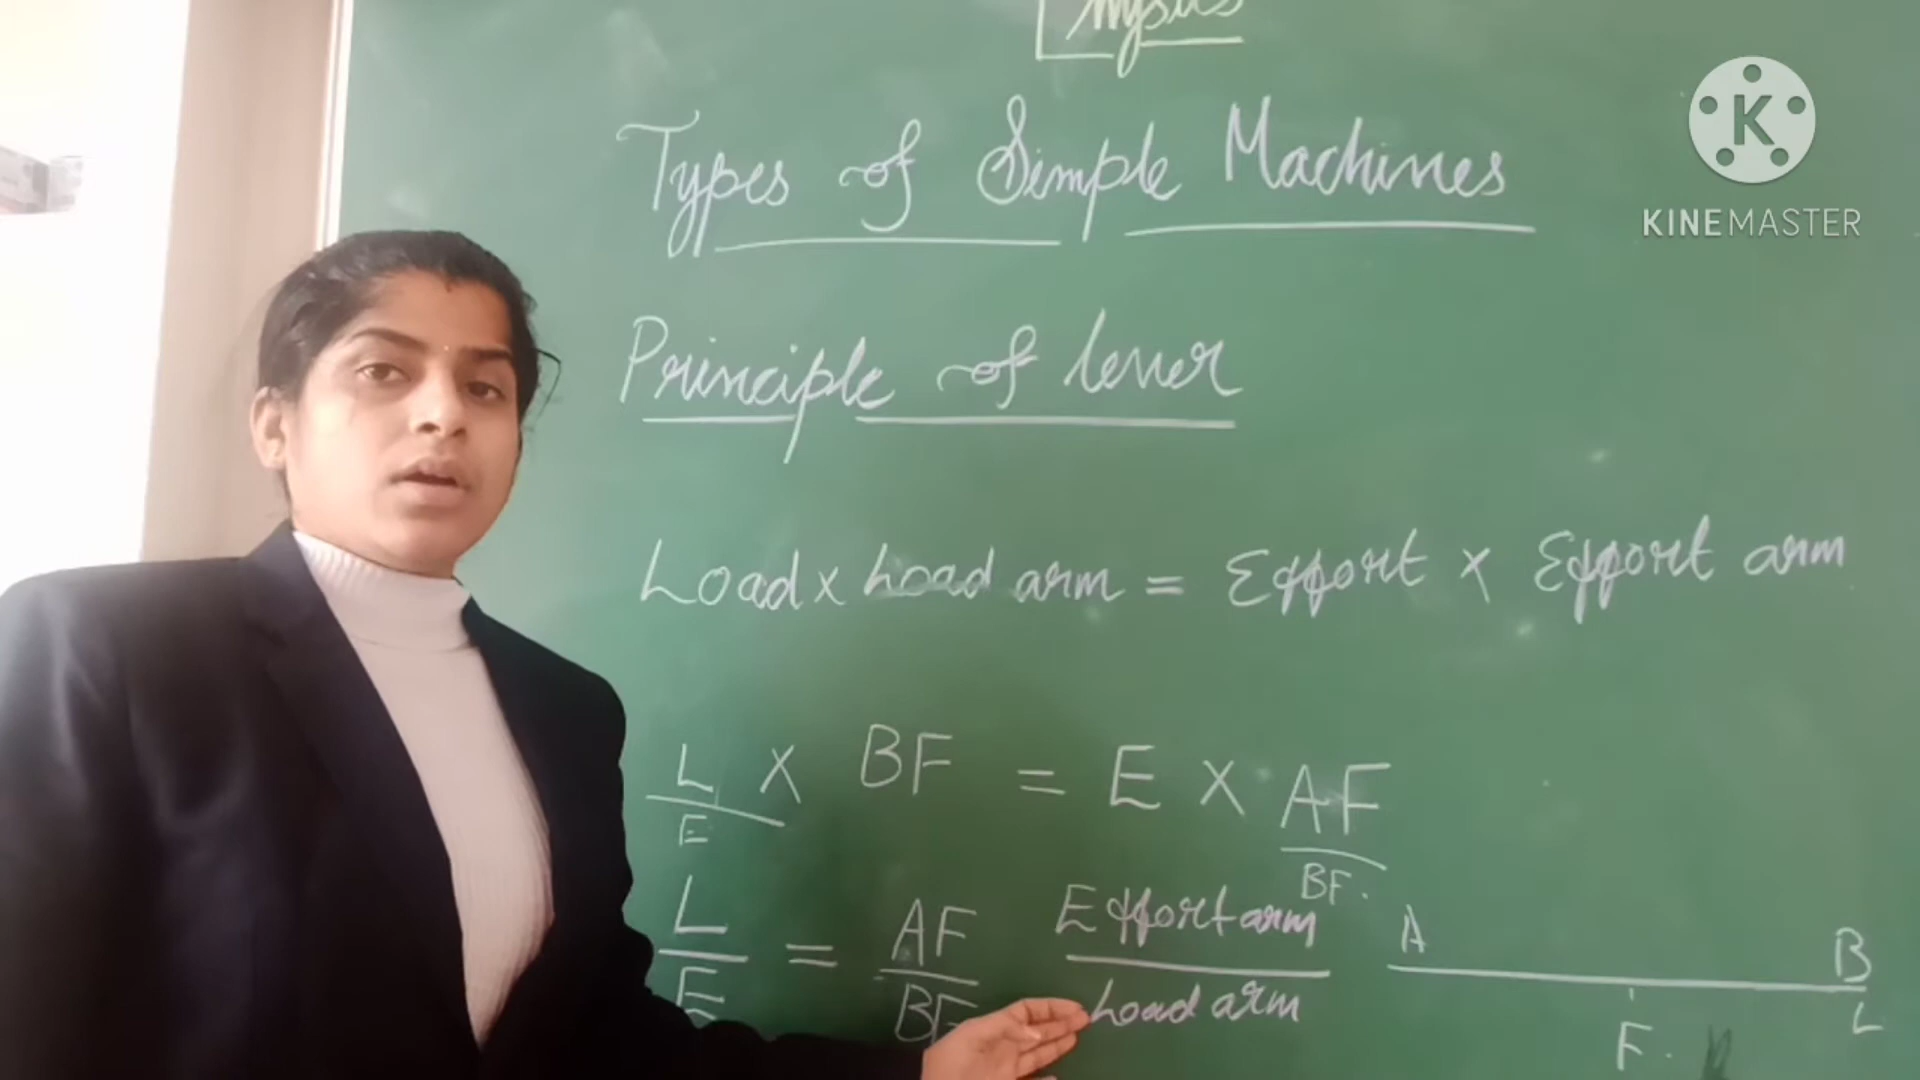 Physics
K
KINEMASTER
Types of Simple Machines
Principle of lever
Load x Load arm = Effort x Effort arm
L/E X BF = E X AF/BF.
L/E = AF/BF Effort arm/Load arm
A B
F. L